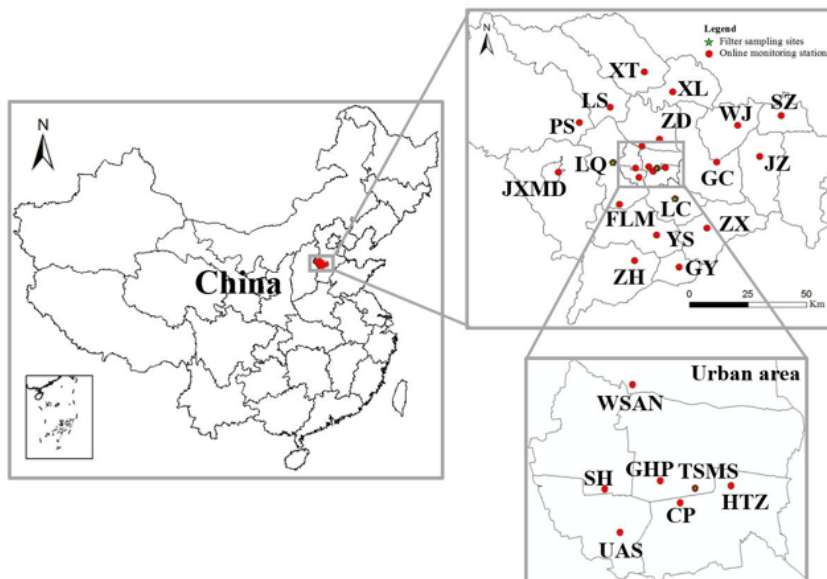 N
China
N
Legend
Filter sampling sites
Online monitoring station
XT
XL
LS
PS
ZD
WJ
SZ
LQ
JXMD
GC
JZ
FLM
LC
ZX
YS
ZH
GY
0 25 50
Km
Urban area
WSAN
SH
GHP
TSMS
HTZ
CP
UAS